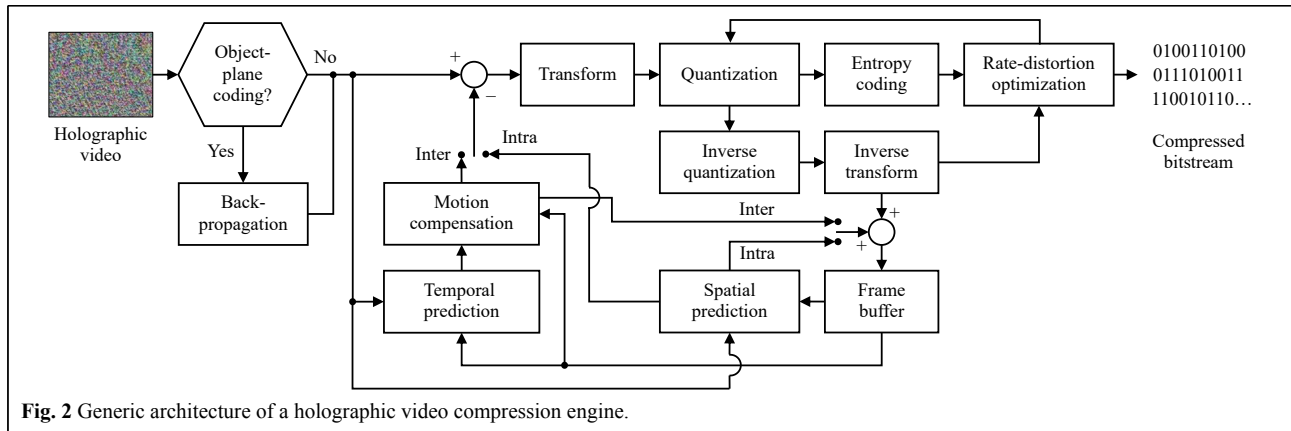 Holographic
video
Object-
plane
coding?
No
Yes
Back-
propagation
+
−
Transform
Quantization
Entropy
coding
Rate-distortion
optimization
0100110100
0111010011
110010110…
Compressed
bitstream
Inverse
quantization
Inverse
transform
Inter
Intra
Motion
compensation
Inter
+
+
Intra
Temporal
prediction
Spatial
prediction
Frame
buffer
Fig. 2 Generic architecture of a holographic video compression engine.